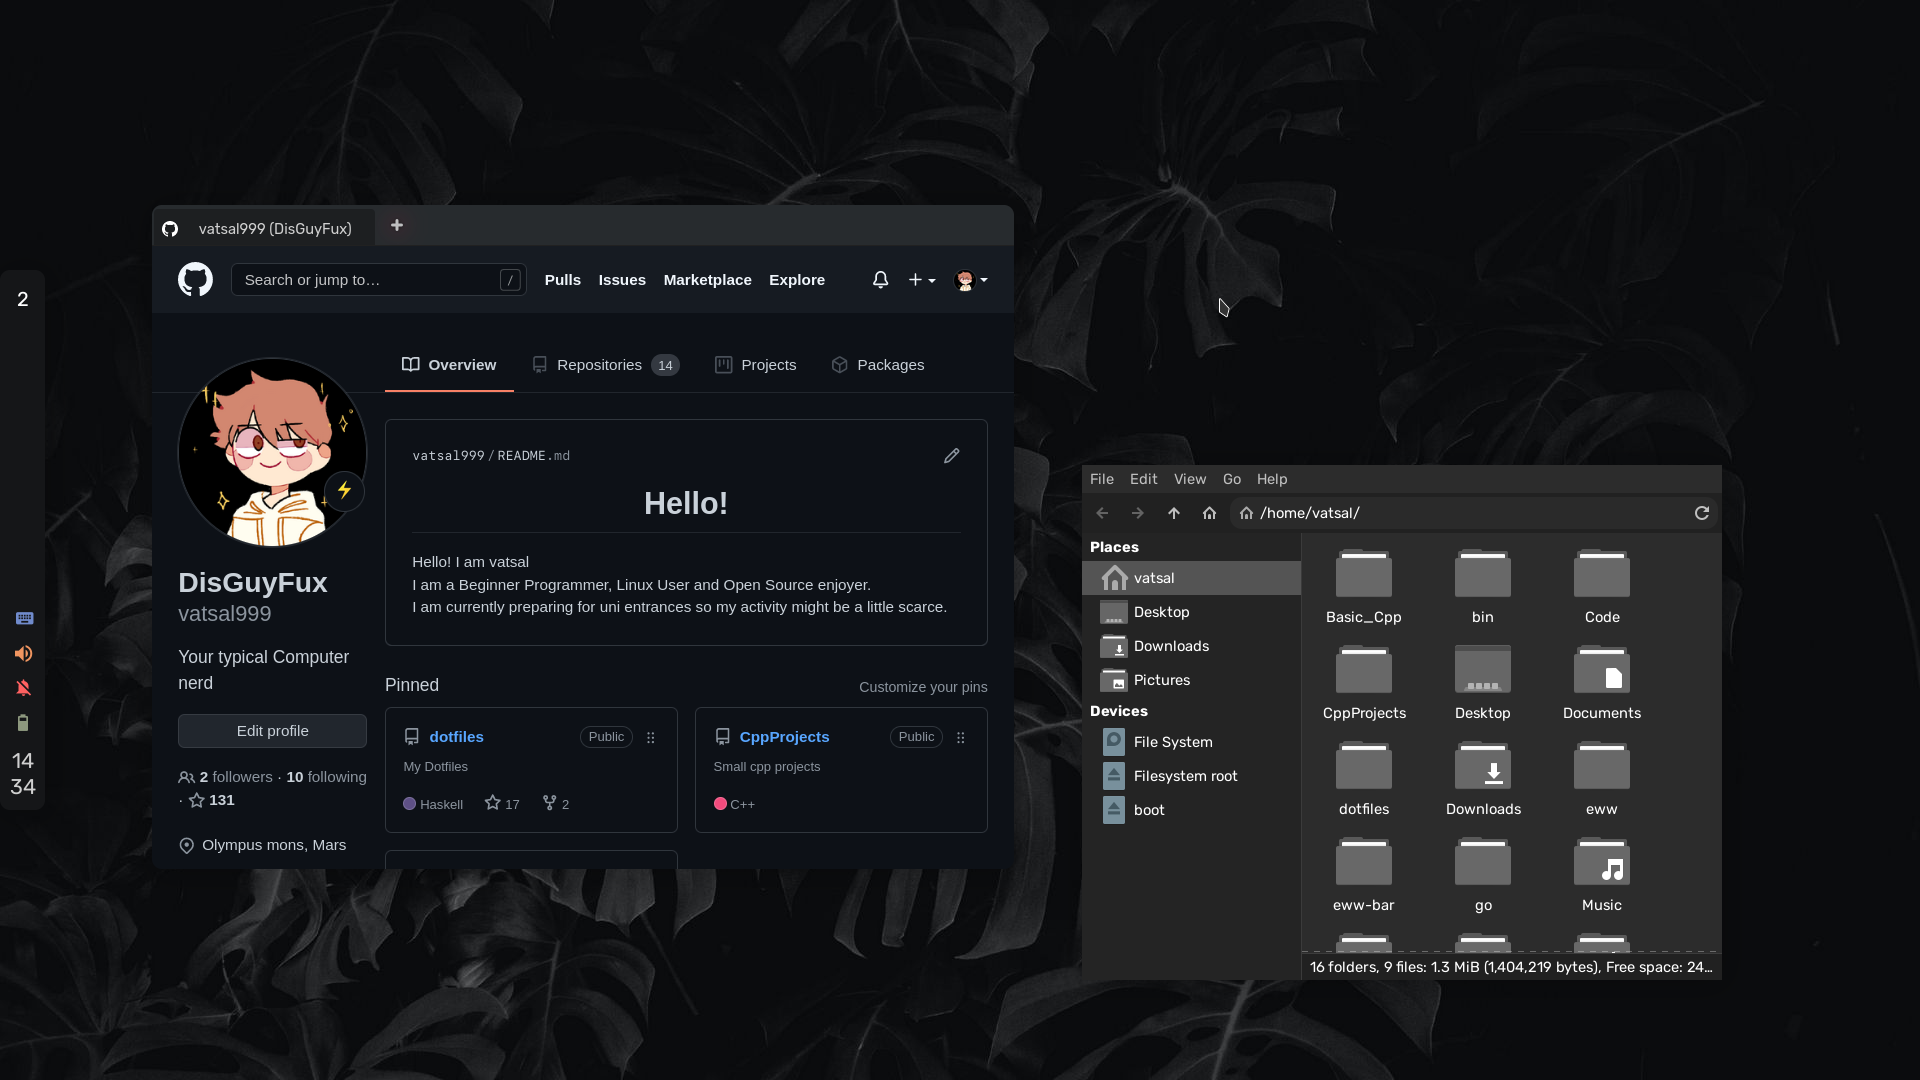 2
14
34
vatsal999 (DisGuyFux)
Search or jump to…
/
Pulls
Issues
Marketplace
Explore
Overview
Repositories 14
Projects
Packages
DisGuyFux
vatsal999
Your typical Computer
nerd
Edit profile
2 followers · 10 following
· 131
Olympus mons, Mars
vatsal999/README.md
Hello!
Hello! I am vatsal
I am a Beginner Programmer, Linux User and Open Source enjoyer.
I am currently preparing for uni entrances so my activity might be a little scarce.
Pinned
Customize your pins
dotfiles
Public
My Dotfiles
Haskell
17
2
CppProjects
Public
Small cpp projects
C++
File
Edit
View
Go
Help
/home/vatsal/
Places
vatsal
Desktop
Downloads
Pictures
Devices
File System
Filesystem root
boot
Basic_Cpp
bin
Code
CppProjects
Desktop
Documents
dotfiles
Downloads
eww
eww-bar
go
Music
16 folders, 9 files: 1.3 MiB (1,404,219 bytes), Free space: 24…